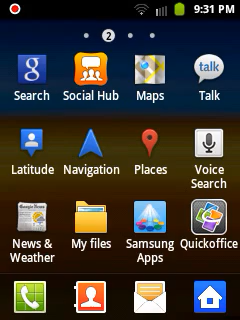 9:31 PM
2
g
talk
Search
Social Hub
Maps
Talk
Latitude
Navigation
Places
Voice
Search
News &
Weather
My files
Samsung
Apps
Quickoffice